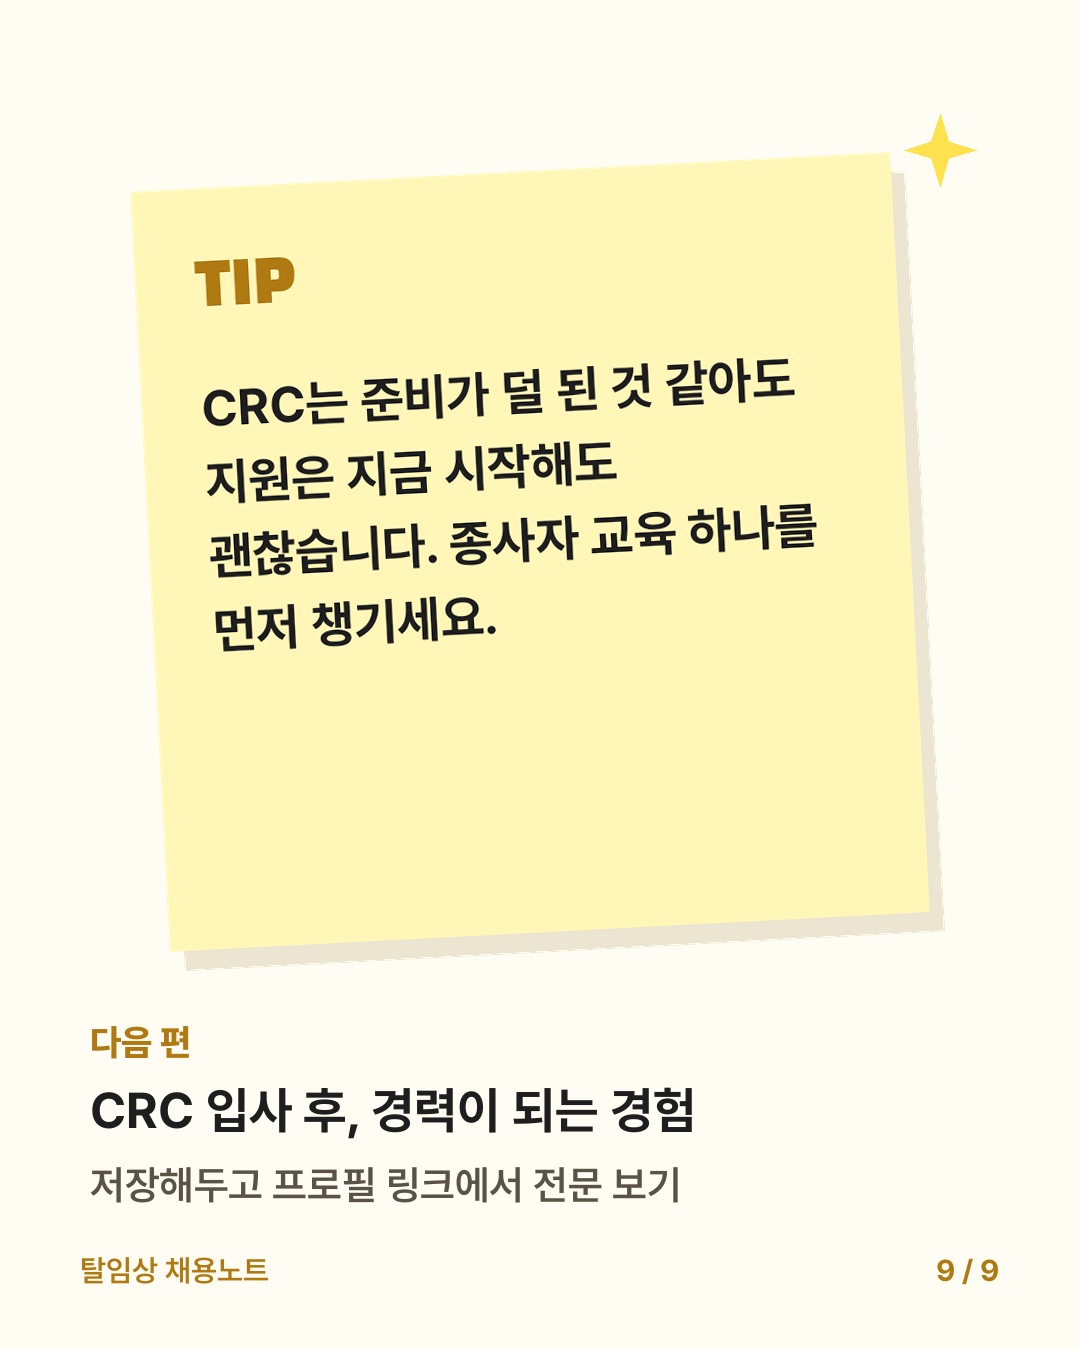 TIP
CRC는 준비가 덜 된 것 같아도
지원은 지금 시작해도
괜찮습니다. 종사자 교육 하나를
먼저 챙기세요.
다음 편
CRC 입사 후, 경력이 되는 경험
저장해두고 프로필 링크에서 전문 보기
탈임상 채용노트
9 / 9